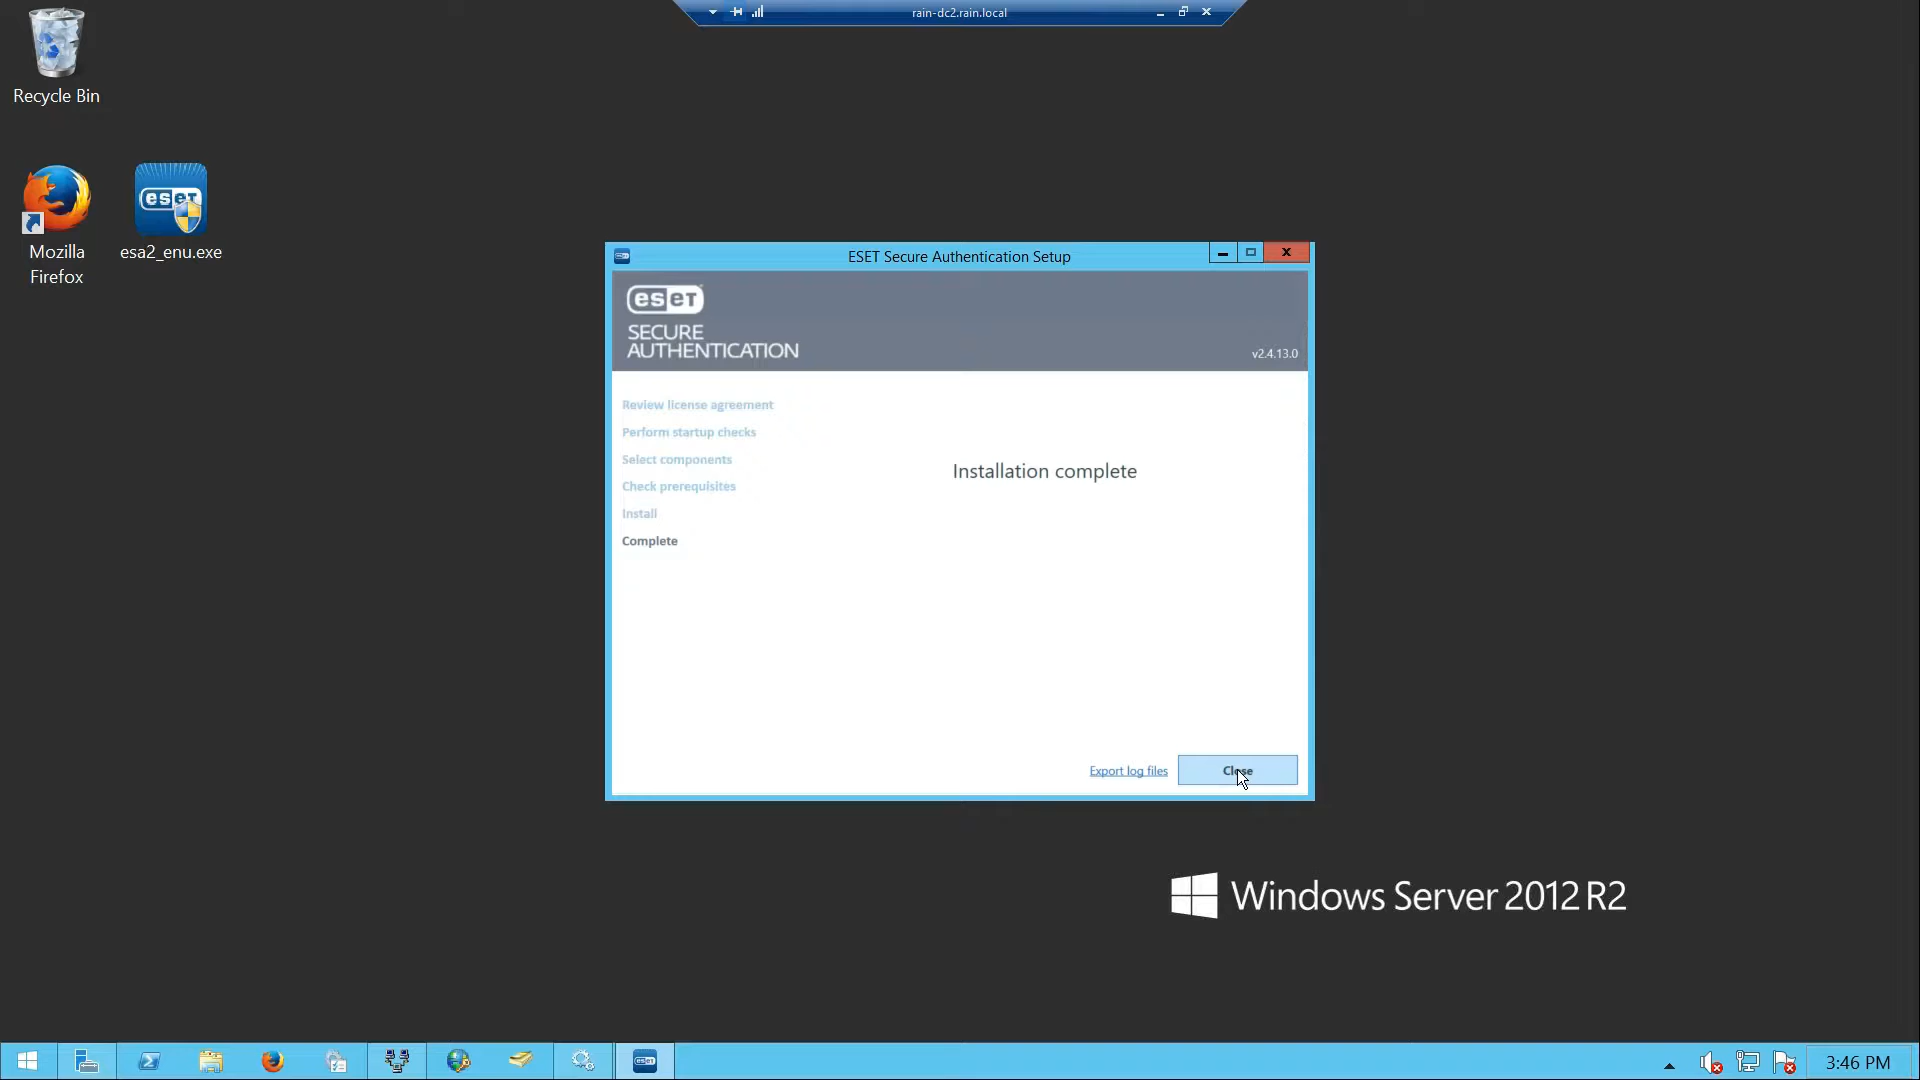 rain-dc2.rain.local
Recycle Bin
eset
Mozilla
Firefox
esa2_enu.exe
ESET Secure Authentication Setup
eset
SECURE
AUTHENTICATION
v2.4.13.0
Review license agreement
Perform startup checks
Select components
Check prerequisites
Install
Complete
Installation complete
Export log files
Close
Windows Server 2012 R2
eset
3:46 PM